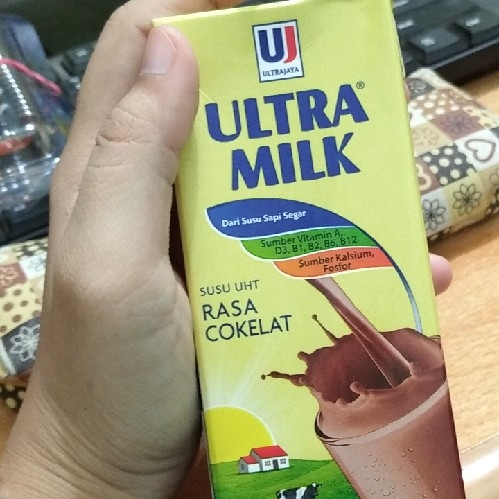 UJ
ULTRAJAYA
ULTRA®
MILK
Dari Susu Sapi Segar
Sumber Vitamin A,
D3, B1, B2, B6, B12
Sumber Kalsium,
Fosfor
SUSU UHT
RASA
COKELAT